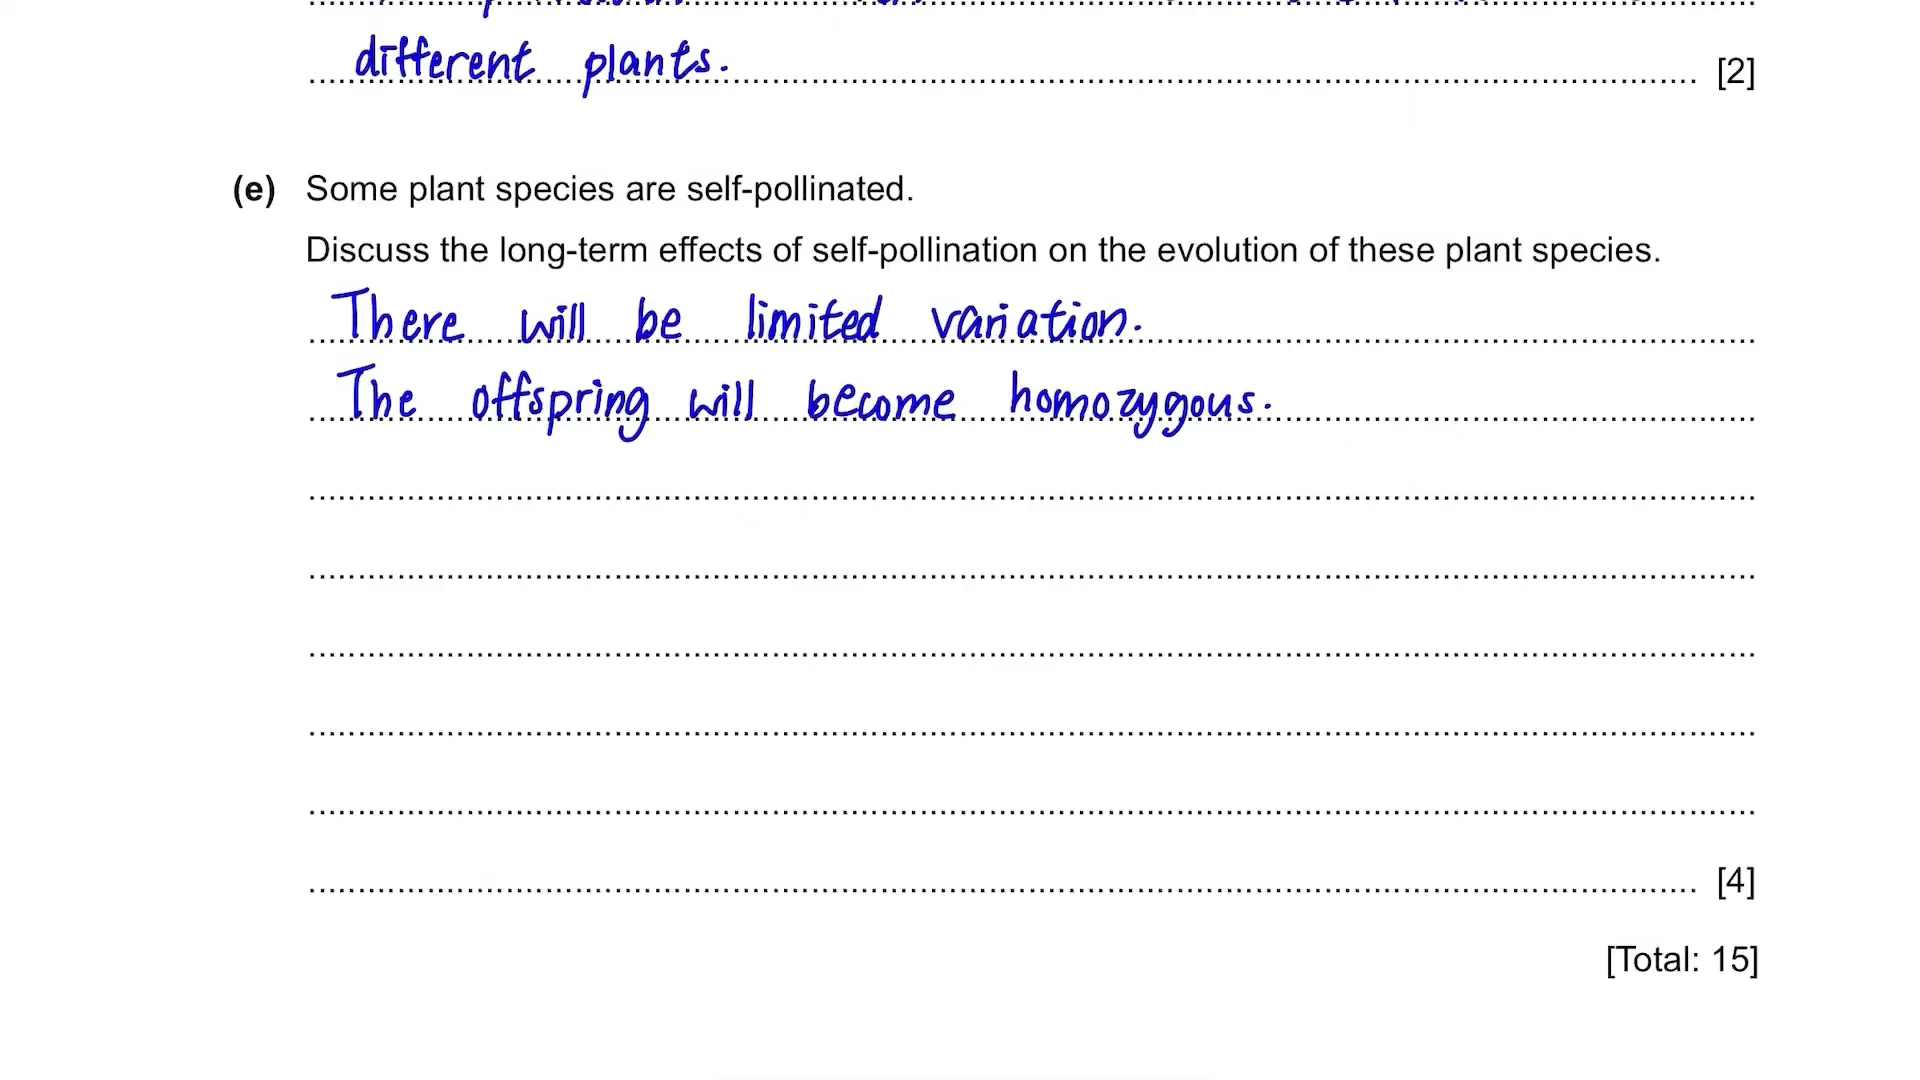 different plants. [2]
(e) Some plant species are self-pollinated.
Discuss the long-term effects of self-pollination on the evolution of these plant species.
There will be limited variation.
The offspring will become homozygous.
[4]
[Total: 15]